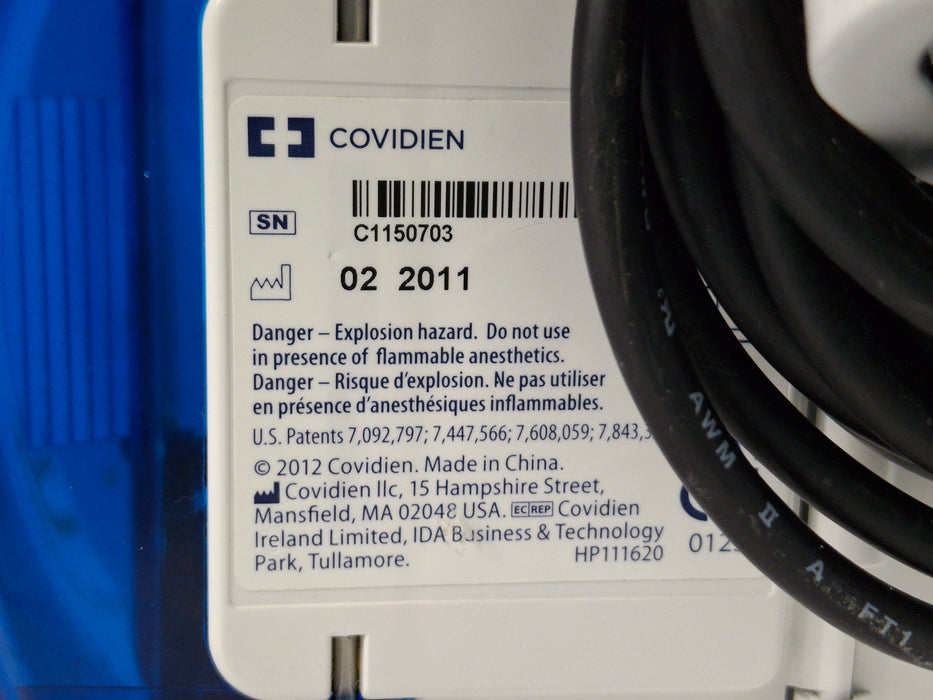 COVIDIEN
SN
C1150703
02 2011
Danger – Explosion hazard. Do not use
in presence of flammable anesthetics.
Danger – Risque d'explosion. Ne pas utiliser
en présence d'anesthésiques inflammables.
U.S. Patents 7,092,797; 7,447,566; 7,608,059; 7,843,3
© 2012 Covidien. Made in China.
Covidien llc, 15 Hampshire Street,
Mansfield, MA 02048 USA. EC REP Covidien
Ireland Limited, IDA Business & Technology
Park, Tullamore.
HP111620
012
AWM II A FT1